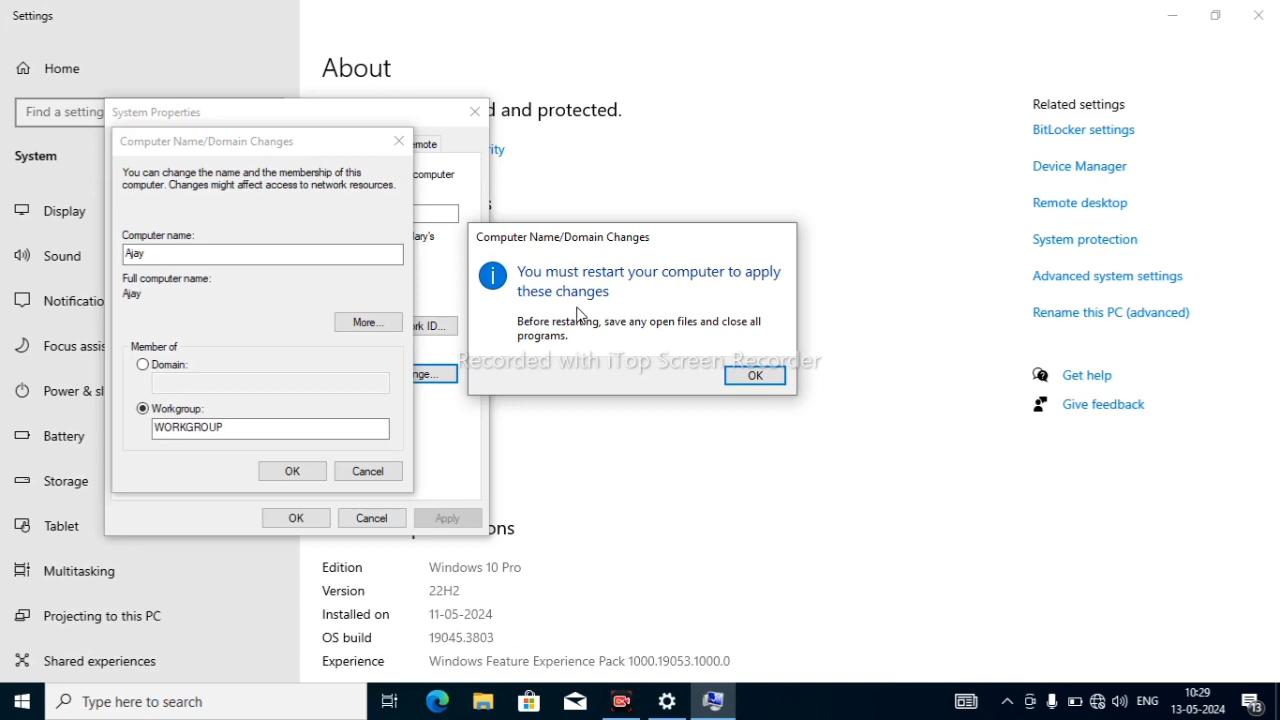 Settings
Home
Find a setting
System
Display
Sound
Notificatio
Focus assis
Power & sl
Battery
Storage
Tablet
Multitasking
Projecting to this PC
Shared experiences
About
d and protected.
ity
s
System Properties
emote
computer
ary's
rk ID...
nge...
OK
Cancel
Apply
Computer Name/Domain Changes
You can change the name and the membership of this
computer. Changes might affect access to network resources.
Computer name:
Ajay
Full computer name:
Ajay
More...
Member of
Domain:
Workgroup:
WORKGROUP
OK
Cancel
Computer Name/Domain Changes
You must restart your computer to apply
these changes
Before restarting, save any open files and close all
programs.
OK
Recorded with iTop Screen Recorder
ons
Edition Windows 10 Pro
Version 22H2
Installed on 11-05-2024
OS build 19045.3803
Experience Windows Feature Experience Pack 1000.19053.1000.0
Related settings
BitLocker settings
Device Manager
Remote desktop
System protection
Advanced system settings
Rename this PC (advanced)
Get help
Give feedback
Type here to search
ENG
10:29
13-05-2024
13